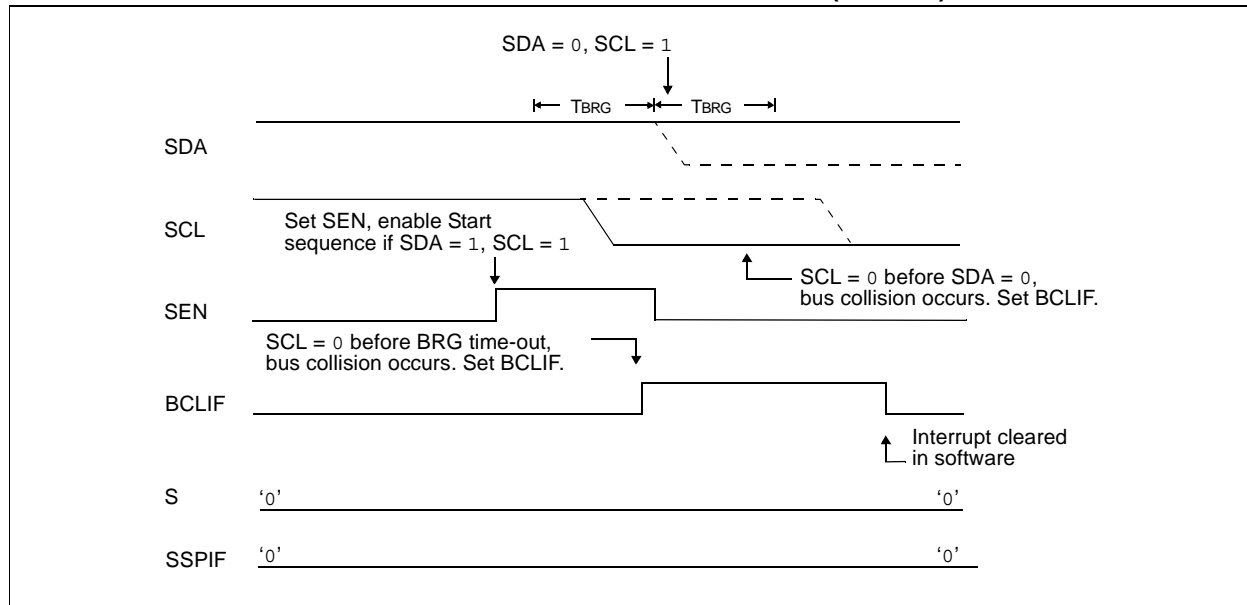 SDA = 0, SCL = 1
TBRG TBRG
SDA
SCL
Set SEN, enable Start
sequence if SDA = 1, SCL = 1
SCL = 0 before SDA = 0,
bus collision occurs. Set BCLIF.
SEN
SCL = 0 before BRG time-out,
bus collision occurs. Set BCLIF.
BCLIF
Interrupt cleared
in software
S ‘0’ ‘0’
SSPIF ‘0’ ‘0’